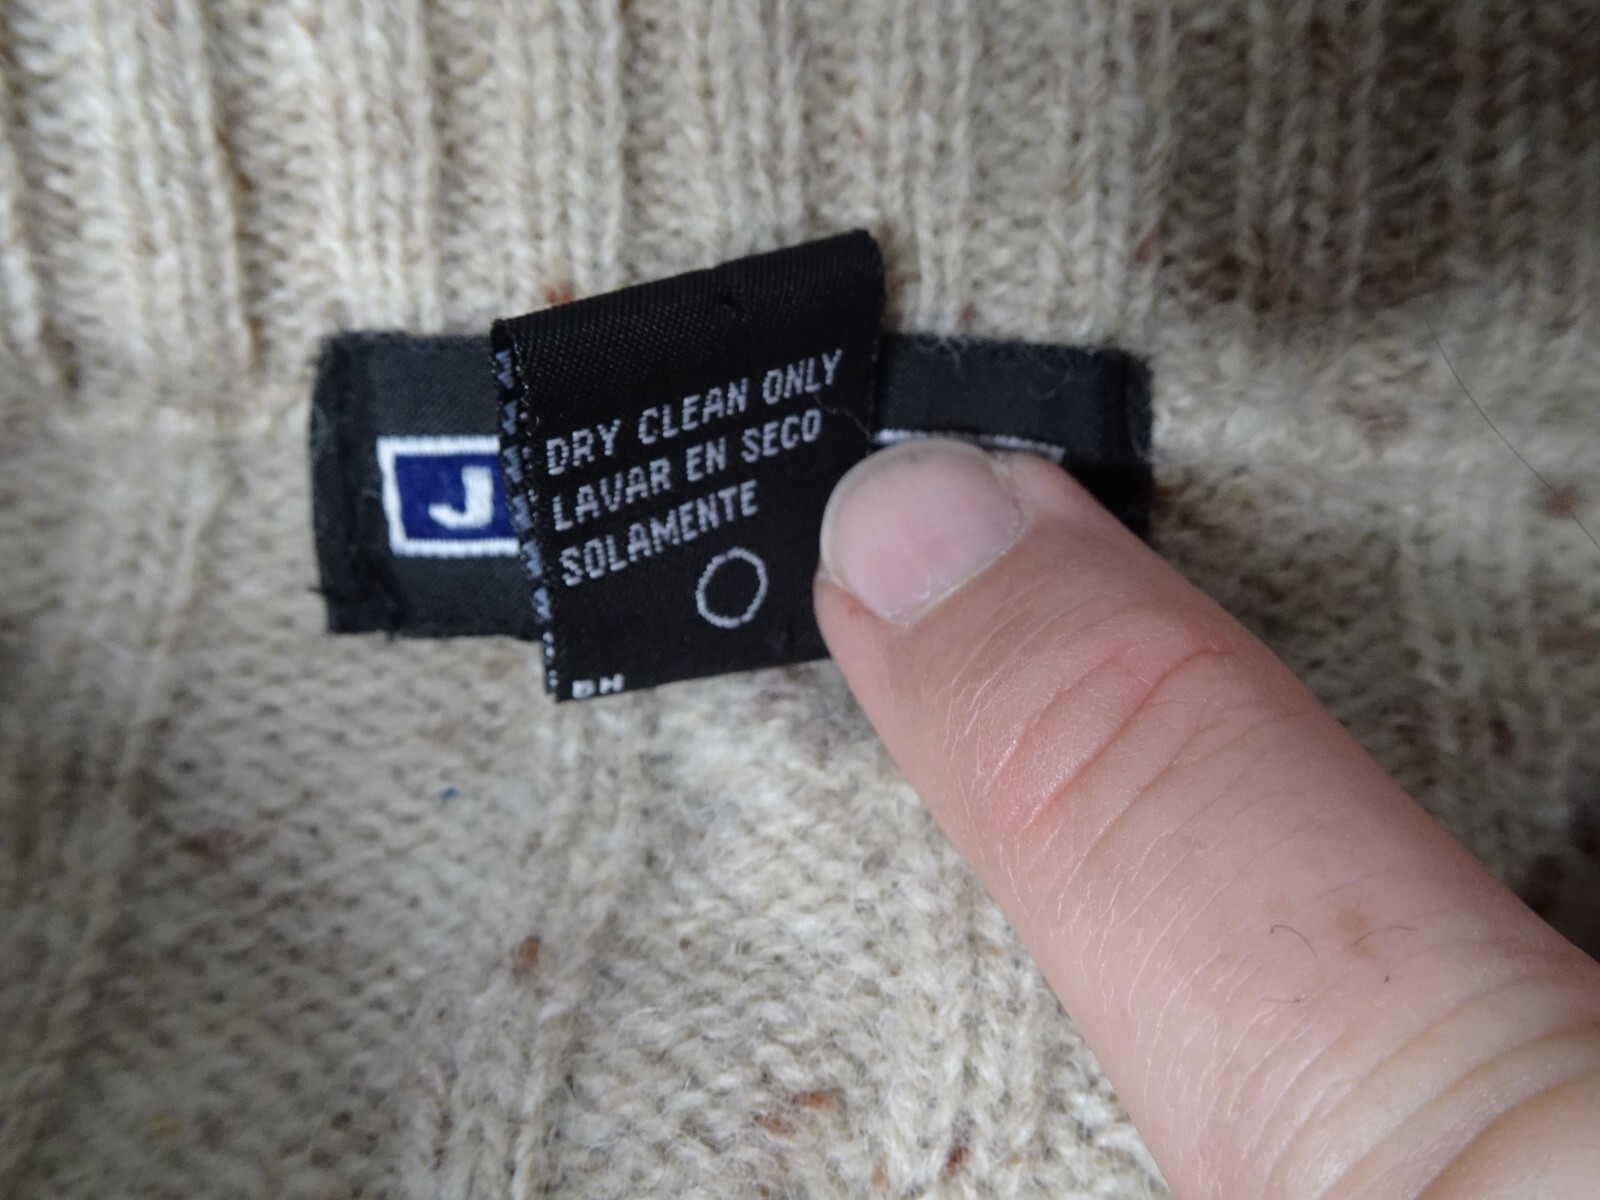 DRY CLEAN ONLY
LAVAR EN SECO
SOLAMENTE
J